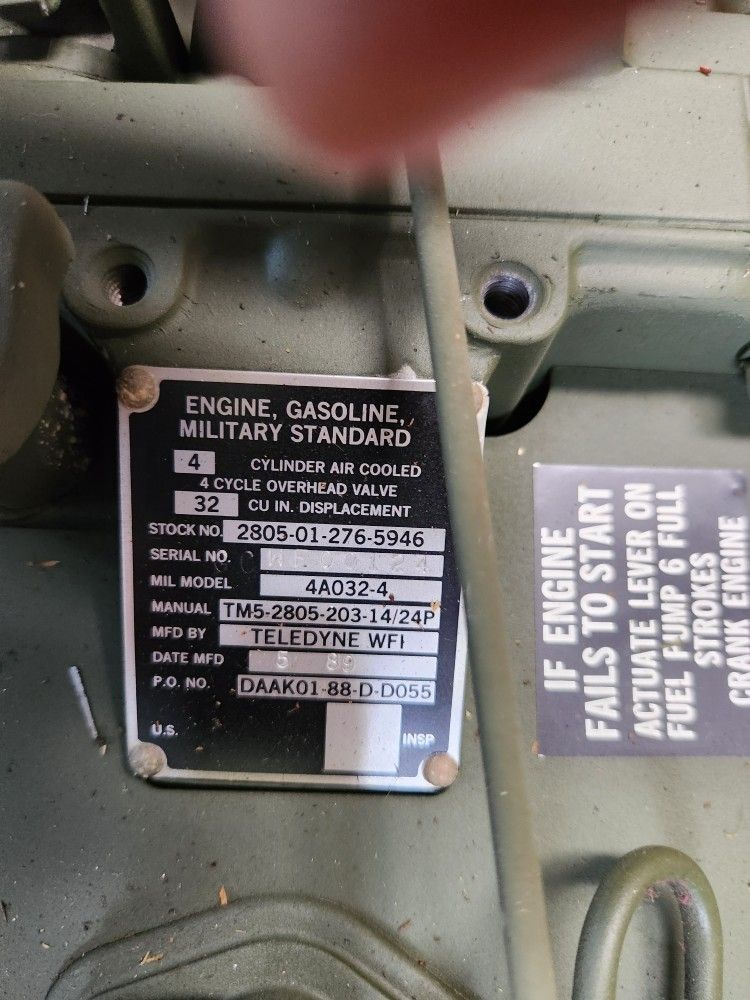 ENGINE, GASOLINE,
MILITARY STANDARD
4 CYLINDER AIR COOLED
4 CYCLE OVERHEAD VALVE
32 CU IN. DISPLACEMENT
STOCK NO. 2805-01-276-5946
SERIAL NO.
MIL MODEL 4A032-4
MANUAL TM5-2805-203-14/24P
MFD BY TELEDYNE WFI
DATE MFD 5 89
P.O. NO. DAAK01-88-D-D055
U.S. INSP
IF ENGINE
FAILS TO START
ACTUATE LEVER ON
FUEL PUMP 6 FULL
STROKES
CRANK ENGINE